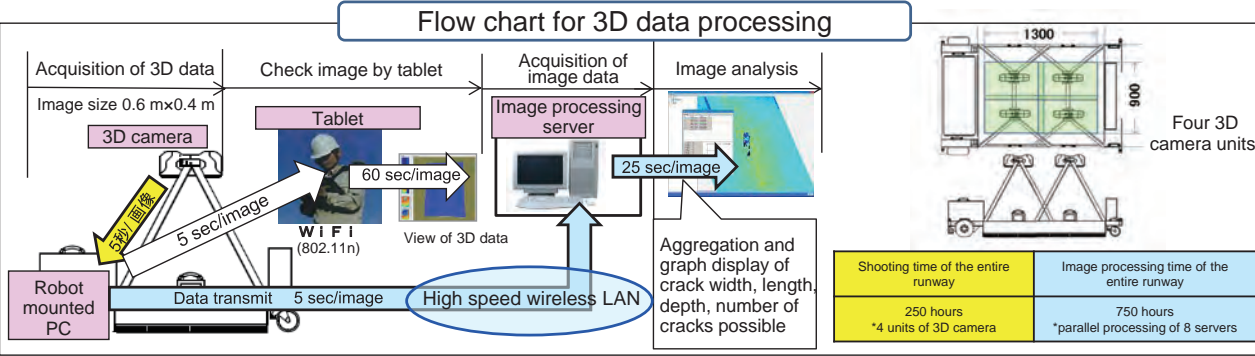 Flow chart for 3D data processing
Acquisition of 3D data
Image size 0.6 m×0.4 m
3D camera
5秒/画像
Robot
mounted
PC
Check image by tablet
Tablet
5 sec/image
60 sec/image
WiFi
(802.11n)
View of 3D data
Data transmit 5 sec/image
High speed wireless LAN
Acquisition of
image data
Image processing
server
25 sec/image
Image analysis
Aggregation and
graph display of
crack width, length,
depth, number of
cracks possible
1300
900
Four 3D
camera units
Shooting time of the entire
runway
Image processing time of the
entire runway
250 hours
*4 units of 3D camera
750 hours
*parallel processing of 8 servers